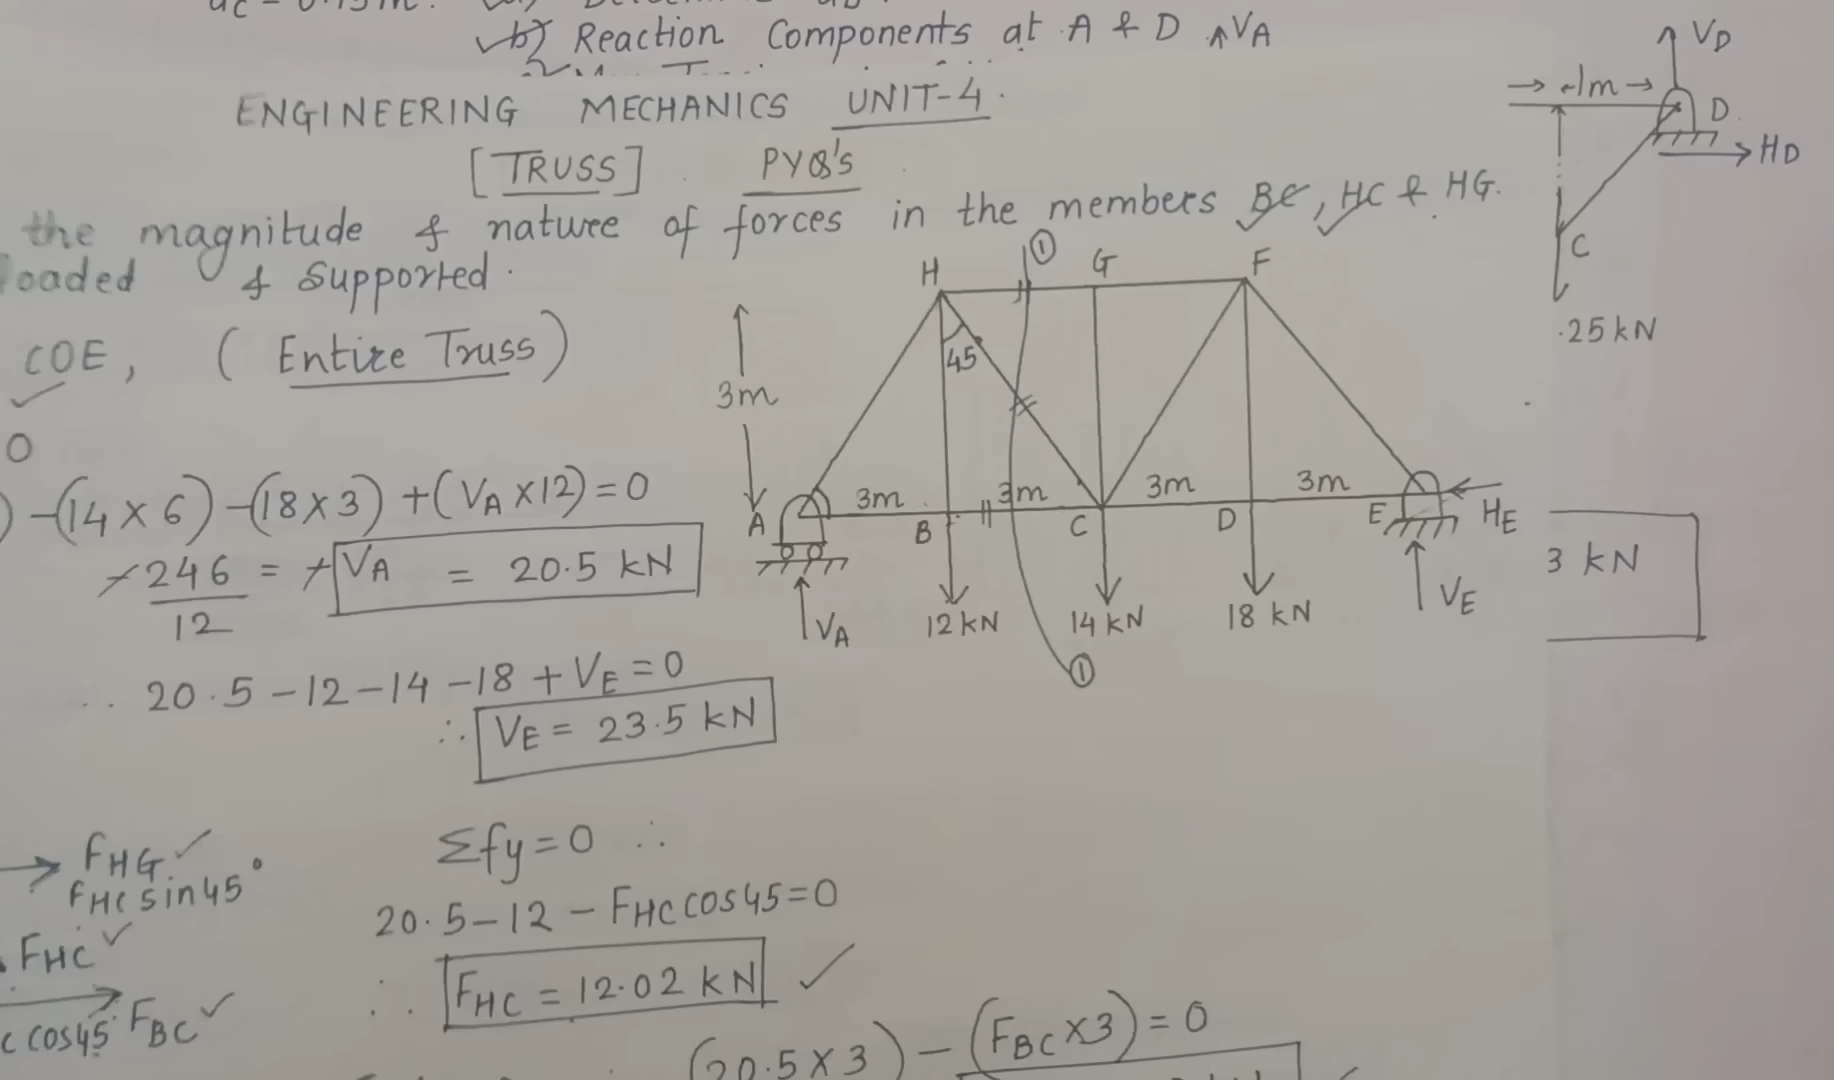 b) Reaction Components at A & D ↑VA
ENGINEERING MECHANICS UNIT-4.
[TRUSS] PYQ's
the magnitude & nature of forces in the members BC, HC & HG.
loaded & supported.
COE, (Entire Truss)
0
) -(14 x 6) -(18 x 3) + (VA x 12) = 0
-246 / 12 = + VA = 20.5 kN
20.5 - 12 - 14 - 18 + VE = 0
∴ VE = 23.5 kN
→ FHG ✓
FHC sin45°
FHC ✓
c cos45 FBC ✓
Σfy = 0 ∴
20.5 - 12 - FHC cos45 = 0
∴ FHC = 12.02 kN ✓
(20.5 x 3) - (FBC x 3) = 0
H
①
G
F
45
3m
A
3m
B
3m
C
3m
D
3m
E
HE
VA
12 kN
14 kN
18 kN
VE
①
VD
1m
D
HD
C
.25 kN
3 kN